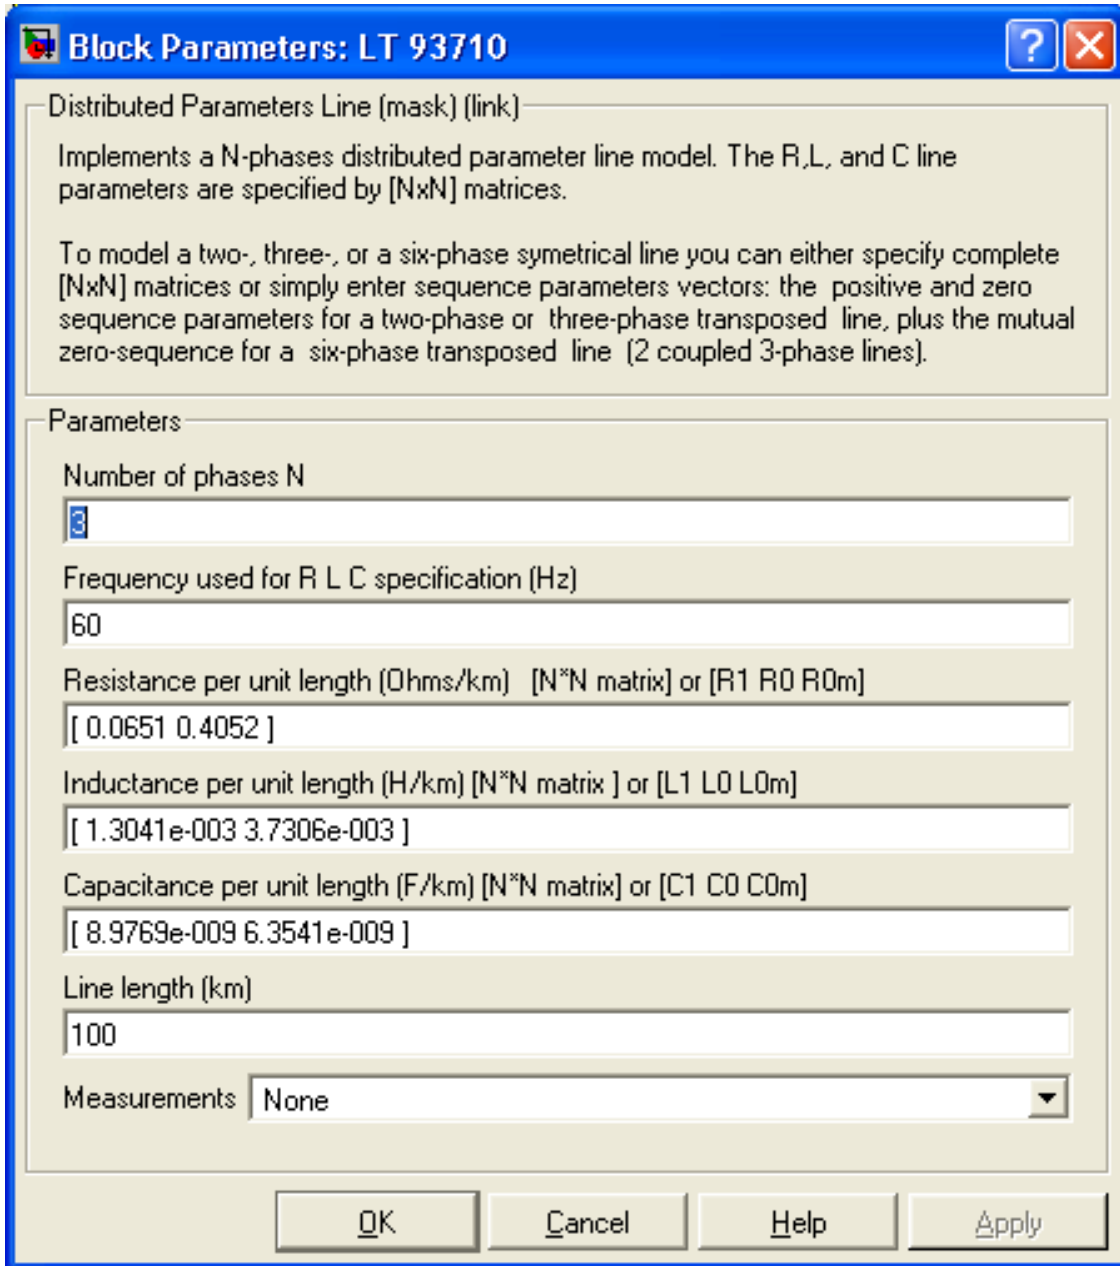 Block Parameters: LT 93710
Distributed Parameters Line (mask) (link)
Implements a N-phases distributed parameter line model. The R,L, and C line
parameters are specified by [NxN] matrices.
To model a two-, three-, or a six-phase symetrical line you can either specify complete
[NxN] matrices or simply enter sequence parameters vectors: the positive and zero
sequence parameters for a two-phase or three-phase transposed line, plus the mutual
zero-sequence for a six-phase transposed line (2 coupled 3-phase lines).
Parameters
Number of phases N
3
Frequency used for R L C specification (Hz)
60
Resistance per unit length (Ohms/km) [N*N matrix] or [R1 R0 R0m]
[ 0.0651 0.4052 ]
Inductance per unit length (H/km) [N*N matrix ] or [L1 L0 L0m]
[ 1.3041e-003 3.7306e-003 ]
Capacitance per unit length (F/km) [N*N matrix] or [C1 C0 C0m]
[ 8.9769e-009 6.3541e-009 ]
Line length (km)
100
Measurements None
OK Cancel Help Apply